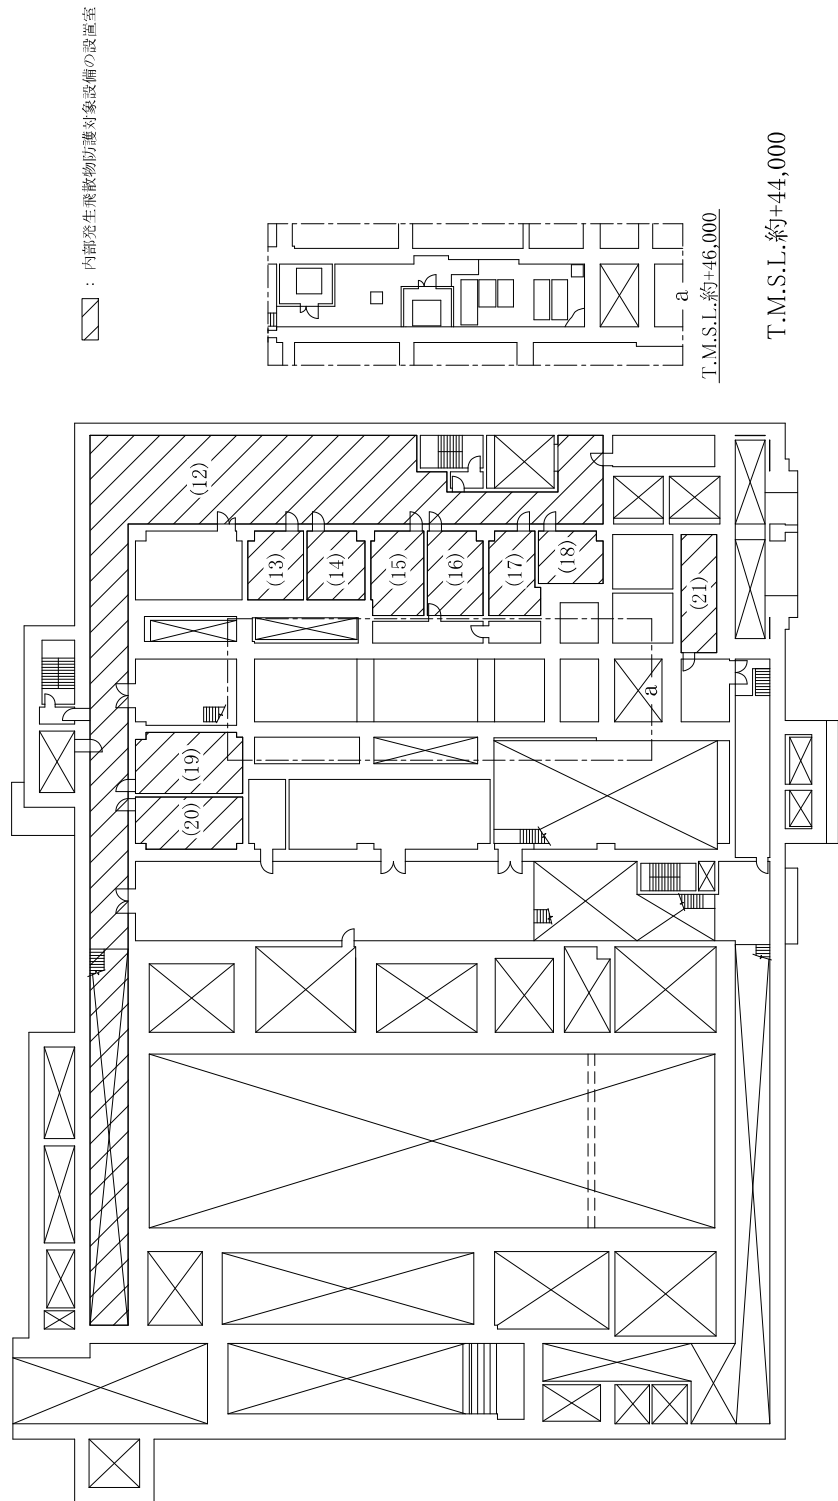 ：内部発生飛散物防護対象設備の設置室
T.M.S.L.約+44,000
T.M.S.L.約+46,000
a
(12)
(13)
(14)
(15)
(16)
(17)
(18)
(21)
(19)
(20)
a